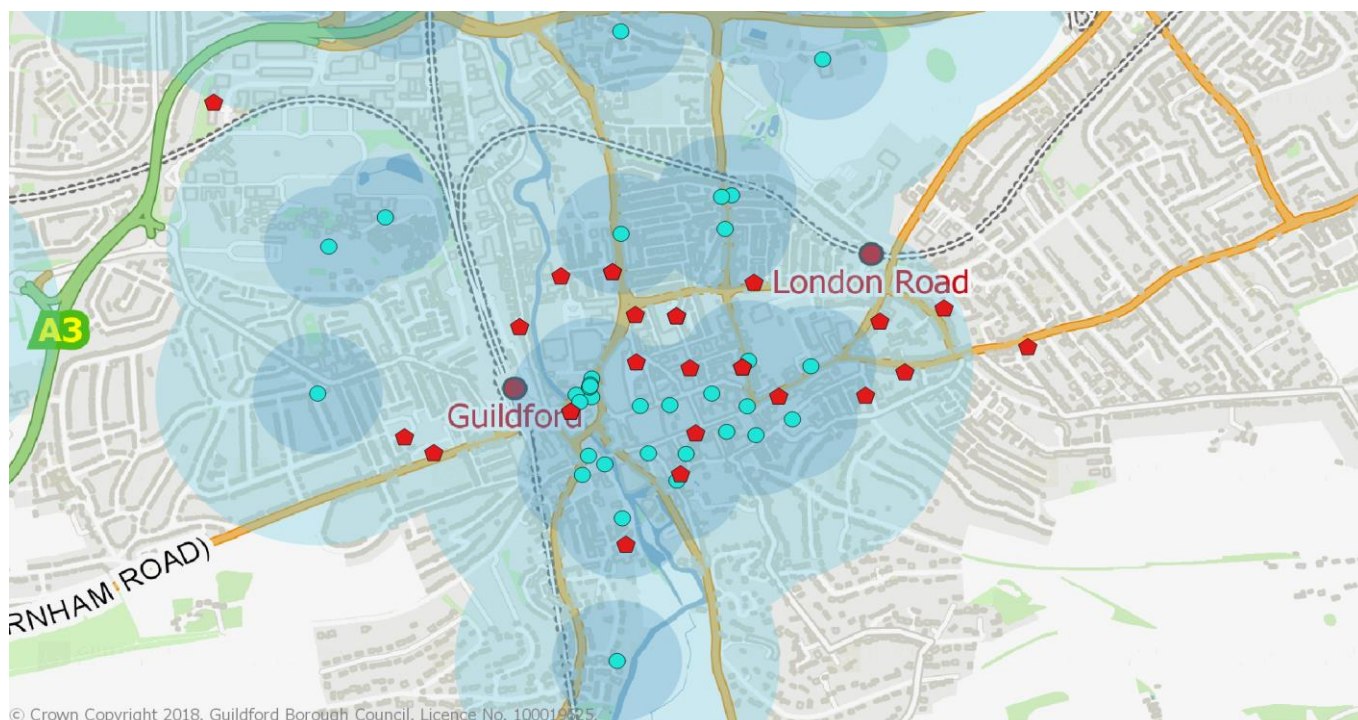 London Road
A3
Guildford
RNHAM ROAD)
© Crown Copyright 2018. Guildford Borough Council. Licence No. 100019625.